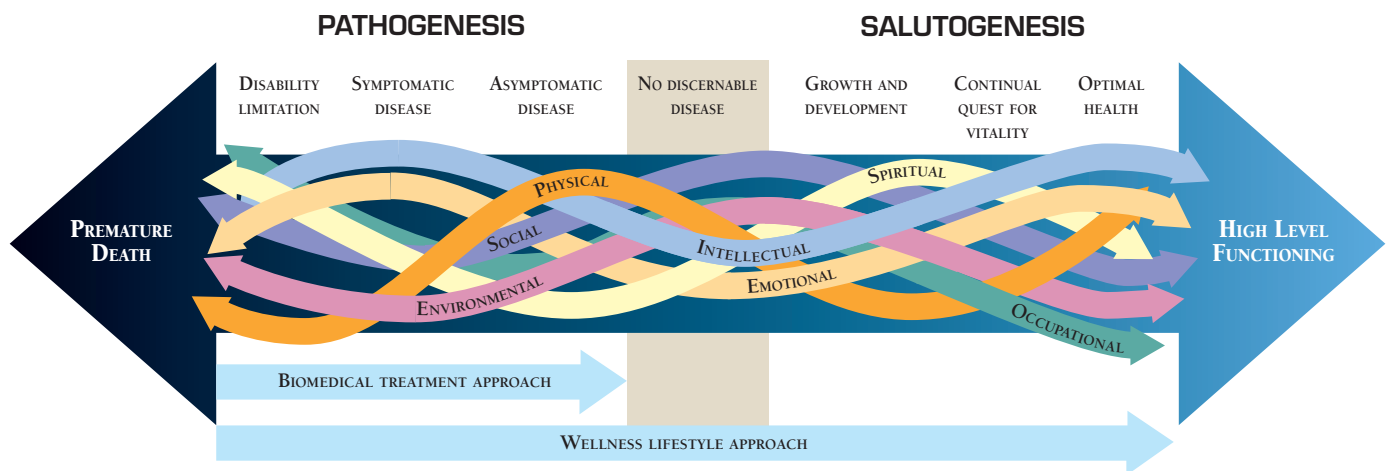 PATHOGENESIS
SALUTOGENESIS
DISABILITY
LIMITATION
SYMPTOMATIC
DISEASE
ASYMPTOMATIC
DISEASE
NO DISCERNABLE
DISEASE
GROWTH AND
DEVELOPMENT
CONTINUAL
QUEST FOR
VITALITY
OPTIMAL
HEALTH
PREMATURE
DEATH
PHYSICAL
SOCIAL
ENVIRONMENTAL
INTELLECTUAL
EMOTIONAL
SPIRITUAL
OCCUPATIONAL
HIGH LEVEL
FUNCTIONING
BIOMEDICAL TREATMENT APPROACH
WELLNESS LIFESTYLE APPROACH